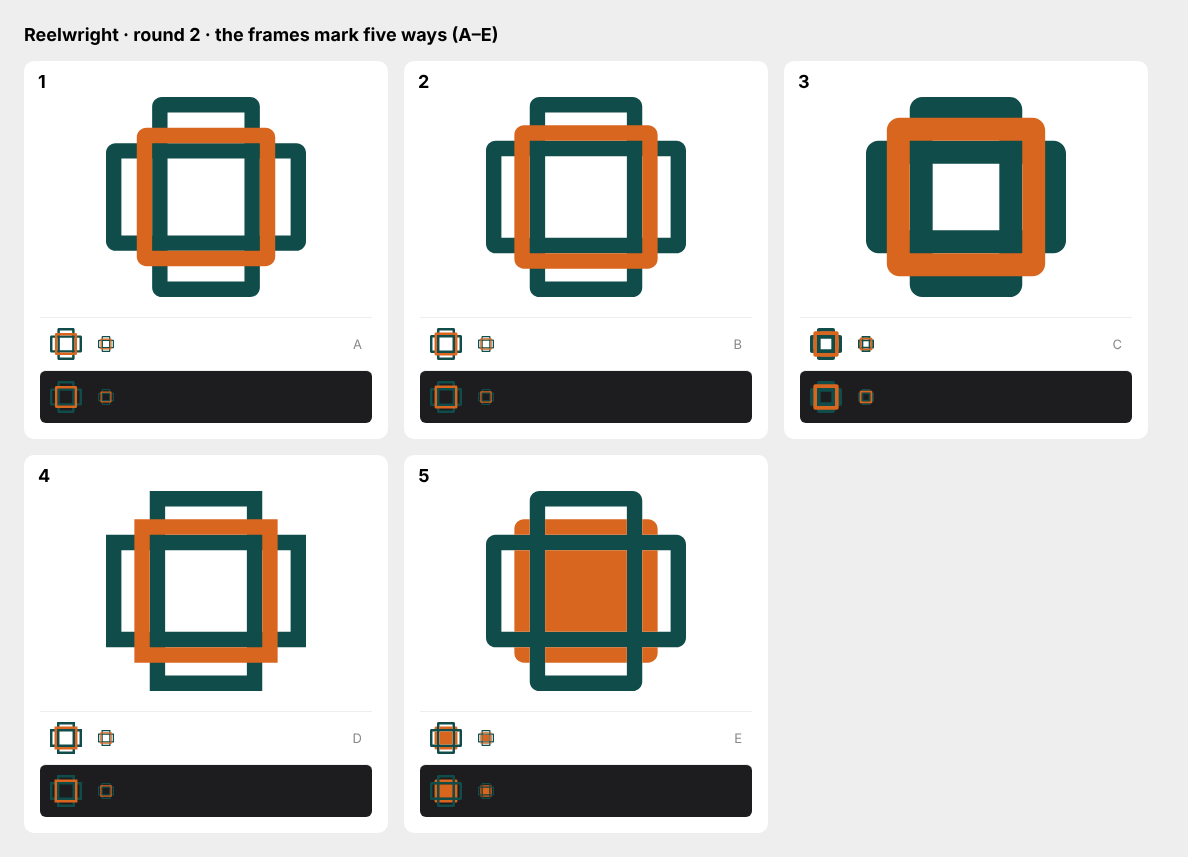 Reelwright · round 2 · the frames mark five ways (A–E)
1
2
3
A
B
C
4
5
D
E